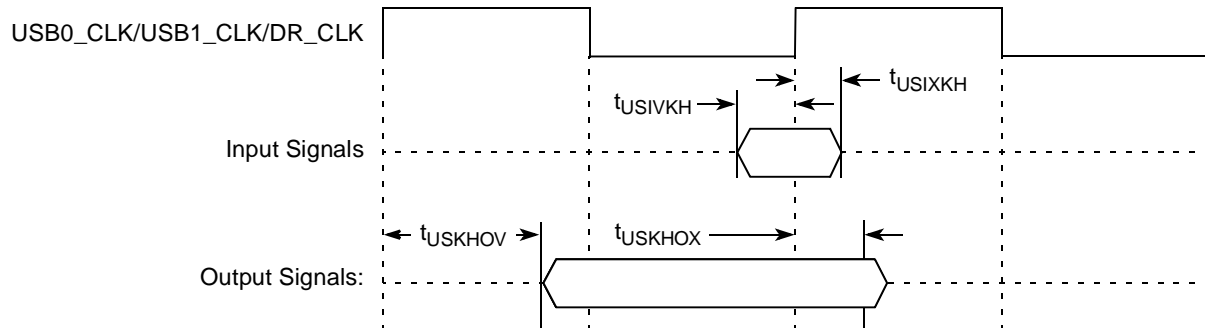 USB0_CLK/USB1_CLK/DR_CLK
tUSIXKH
tUSIVKH
Input Signals
tUSKHOV
tUSKHOX
Output Signals: